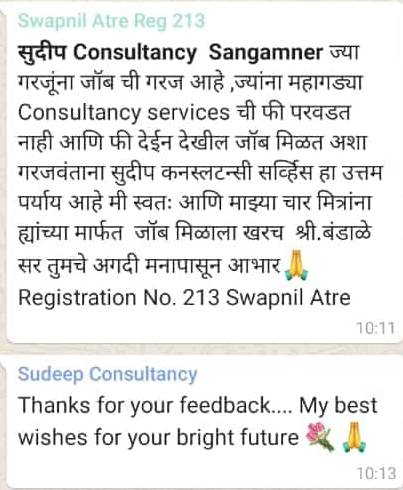 Swapnil Atre Reg 213
सुदीप Consultancy Sangamner ज्या
गरजूंना जॉब ची गरज आहे ,ज्यांना महागड्या
Consultancy services ची फी परवडत
नाही आणि फी देईन देखील जॉब मिळत अशा
गरजवंताना सुदीप कनस्लटन्सी सर्व्हिस हा उत्तम
पर्याय आहे मी स्वतः आणि माझ्या चार मित्रांना
ह्यांच्या मार्फत जॉब मिळाला खरच श्री.बंडाळे
सर तुमचे अगदी मनापासून आभार 🙏
Registration No. 213 Swapnil Atre
10:11
Sudeep Consultancy
Thanks for your feedback.... My best
wishes for your bright future 💐 🙏
10:13